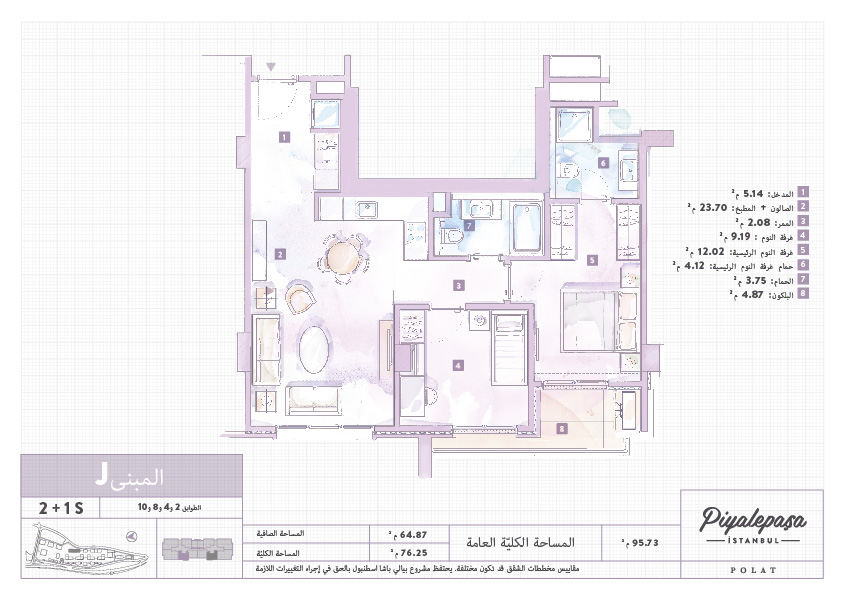 1
2
3
4
5
6
7
8
1 المدخل: 5.14 م²
2 الصالون + المطبخ: 23.70 م²
3 الممر: 2.08 م²
4 غرفة النوم : 9.19 م²
5 غرفة النوم الرئيسية: 12.02 م²
6 حمام غرفة النوم الرئيسية: 4.12 م²
7 الحمام: 3.75 م²
8 البلكون: 4.87 م²
المبنى J
2+1 S
الطوابق 2 و4 و8 و10
المساحة الصافية
64.87 م²
المساحة الكليّة
76.25 م²
المساحة الكليّة العامة
95.73 م²
مقاييس مخططات الشقق قد تكون مختلفة. يحتفظ مشروع بيالي باشا اسطنبول بالحق في إجراء التغييرات اللازمة
Piyalepaşa
İSTANBUL
POLAT